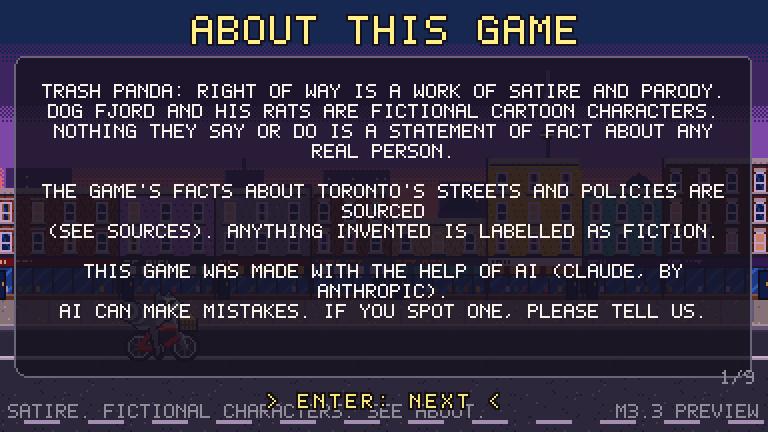 ABOUT THIS GAME
TRASH PANDA: RIGHT OF WAY IS A WORK OF SATIRE AND PARODY.
DOG FJORD AND HIS RATS ARE FICTIONAL CARTOON CHARACTERS.
NOTHING THEY SAY OR DO IS A STATEMENT OF FACT ABOUT ANY
REAL PERSON.
THE GAME'S FACTS ABOUT TORONTO'S STREETS AND POLICIES ARE
SOURCED
(SEE SOURCES). ANYTHING INVENTED IS LABELLED AS FICTION.
THIS GAME WAS MADE WITH THE HELP OF AI (CLAUDE, BY
ANTHROPIC).
AI CAN MAKE MISTAKES. IF YOU SPOT ONE, PLEASE TELL US.
1/9
> ENTER: NEXT <
SATIRE. FICTIONAL CHARACTERS. SEE ABOUT.
M3.3 PREVIEW